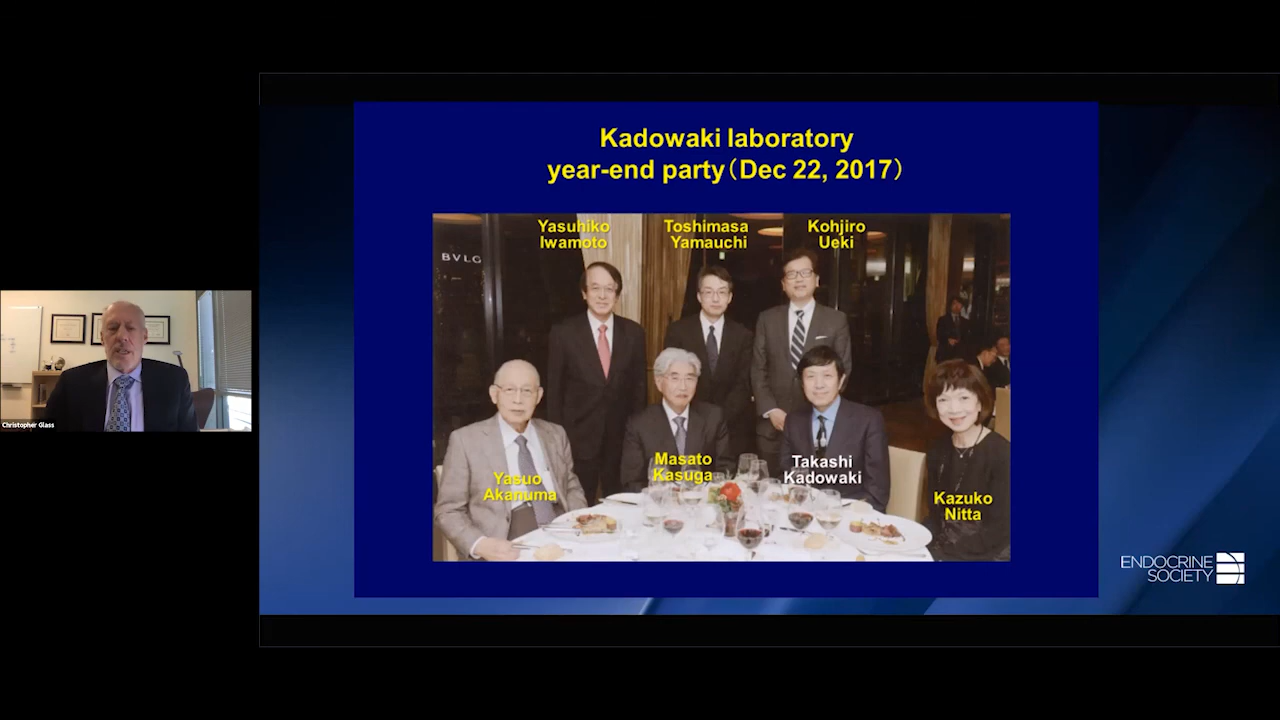 Kadowaki laboratory
year-end party(Dec 22, 2017)
Yasuhiko
Iwamoto
Toshimasa
Yamauchi
Kohjiro
Ueki
BVLG
Masato
Kasuga
Takashi
Kadowaki
Yasuo
Akanuma
Kazuko
Nitta
Christopher Glass
ENDOCRINE
SOCIETY